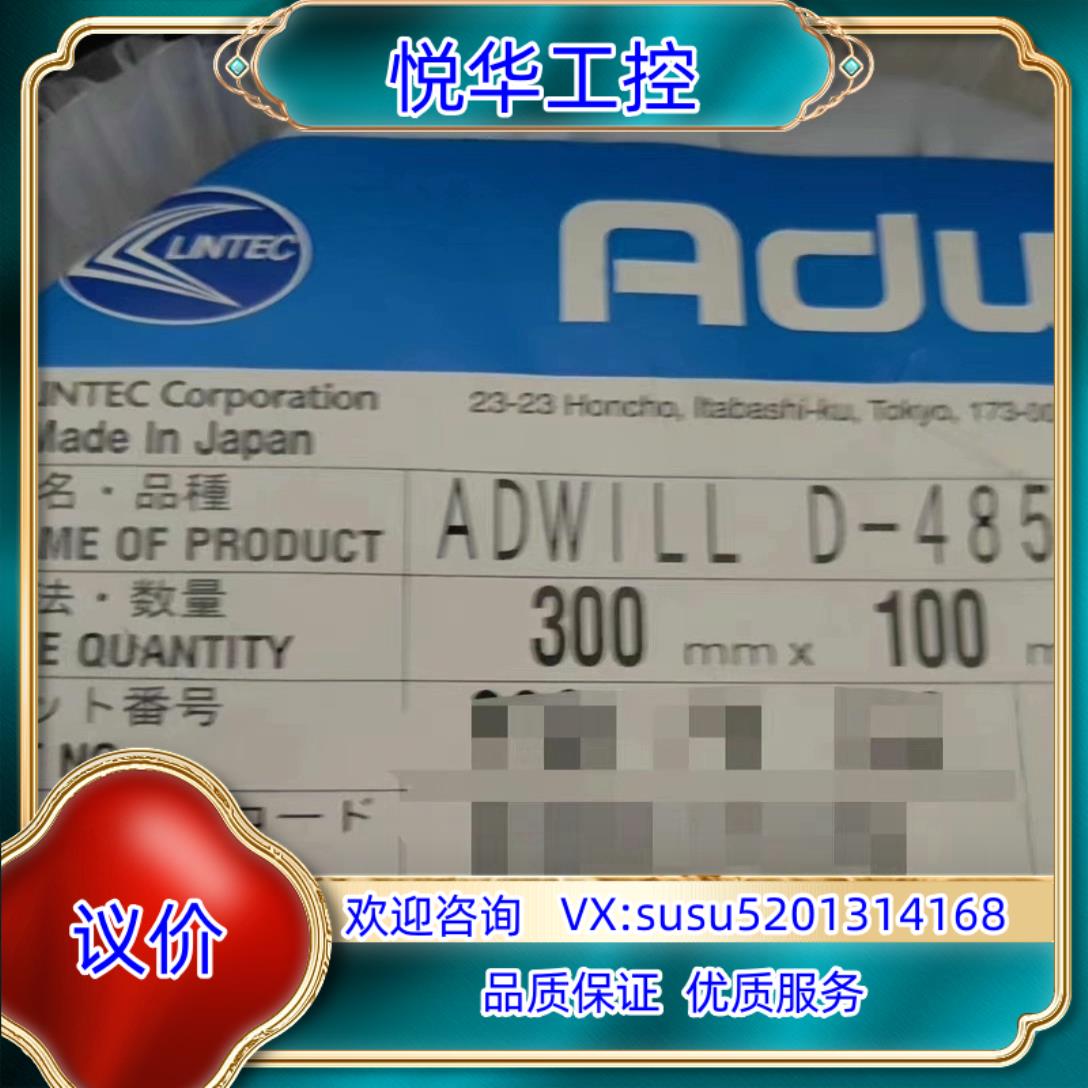 悦华工控
LINTEC
Adw
INTEC Corporation
23-23 Honcho, Itabashi-ku, Tokyo, 173-00
Made In Japan
名・品種
ME OF PRODUCT
ADWILL D-485
法・数量
E QUANTITY
300 mm x 100 m
ット番号
NO
コード
议价
欢迎咨询 VX:susu5201314168
品质保证 优质服务